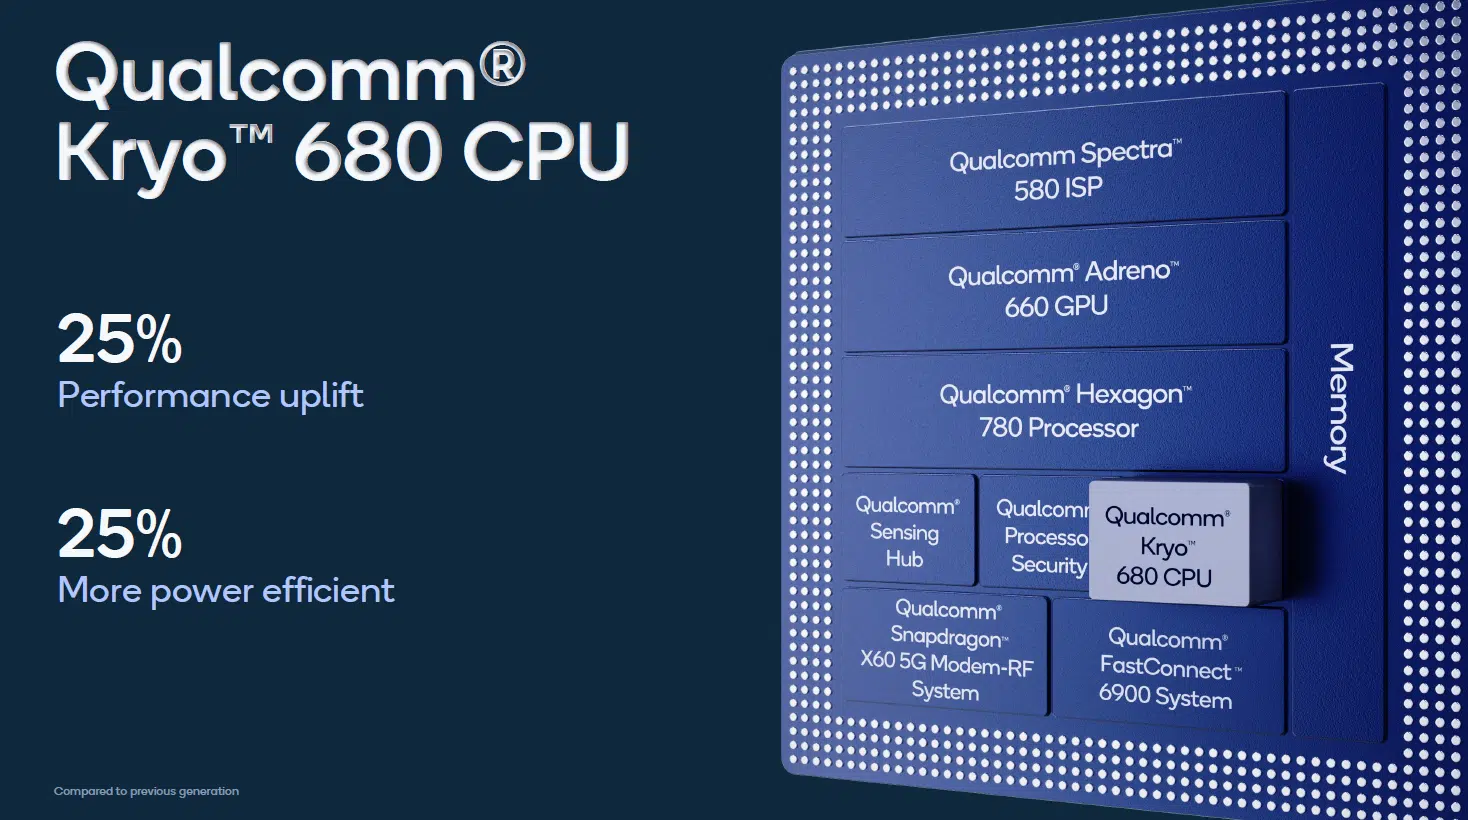 Qualcomm®
Kryo™ 680 CPU
25%
Performance uplift
25%
More power efficient
Compared to previous generation
Qualcomm Spectra™
580 ISP
Qualcomm® Adreno™
660 GPU
Qualcomm® Hexagon™
780 Processor
Memory
Qualcomm®
Sensing
Hub
Qualcomm
Processo
Security
Qualcomm®
Kryo™
680 CPU
Qualcomm®
Snapdragon™
X60 5G Modem-RF
System
Qualcomm®
FastConnect™
6900 System